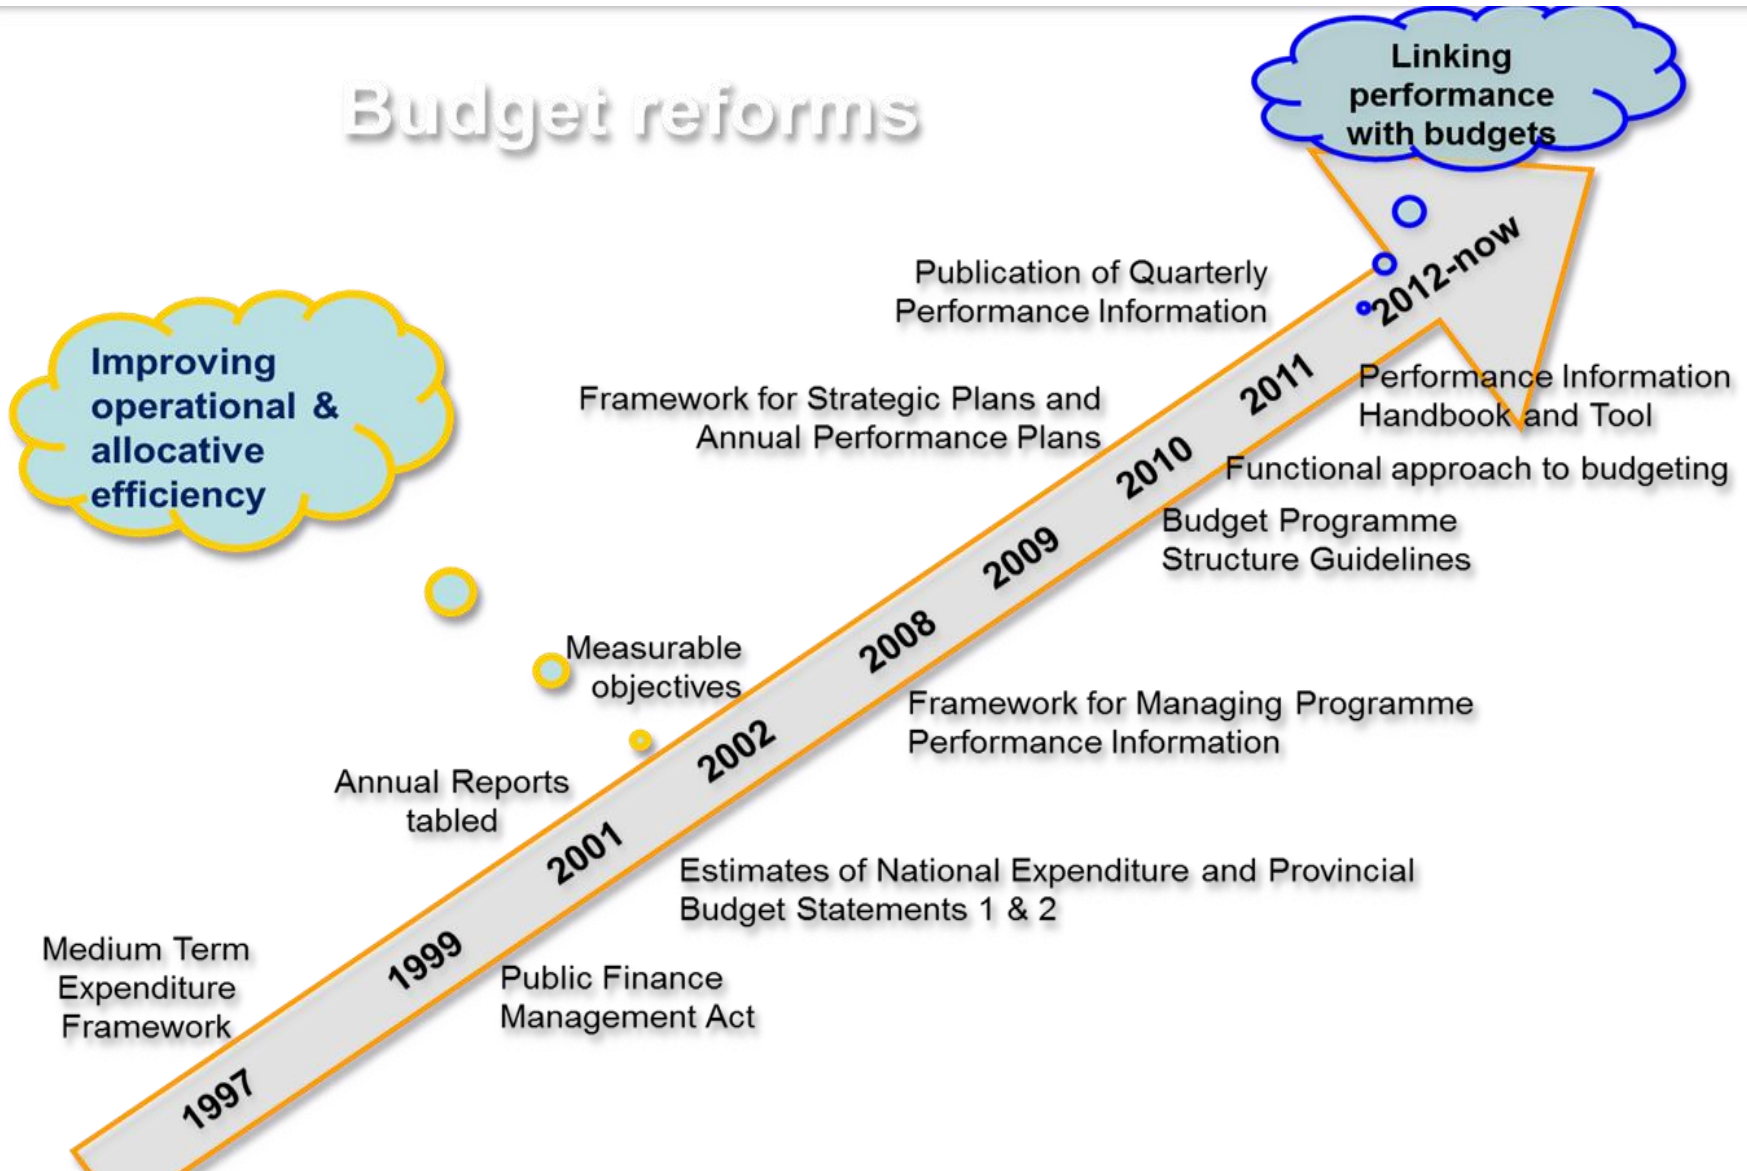 Budget reforms
Linking
performance
with budgets
Improving
operational &
allocative
efficiency
2012-now
Publication of Quarterly
Performance Information
2011
Performance Information
Handbook and Tool
Framework for Strategic Plans and
Annual Performance Plans
2010
Functional approach to budgeting
Budget Programme
Structure Guidelines
2009
2008
Measurable
objectives
Framework for Managing Programme
Performance Information
2002
Annual Reports
tabled
2001
Estimates of National Expenditure and Provincial
Budget Statements 1 & 2
1999
Medium Term
Expenditure
Framework
Public Finance
Management Act
1997